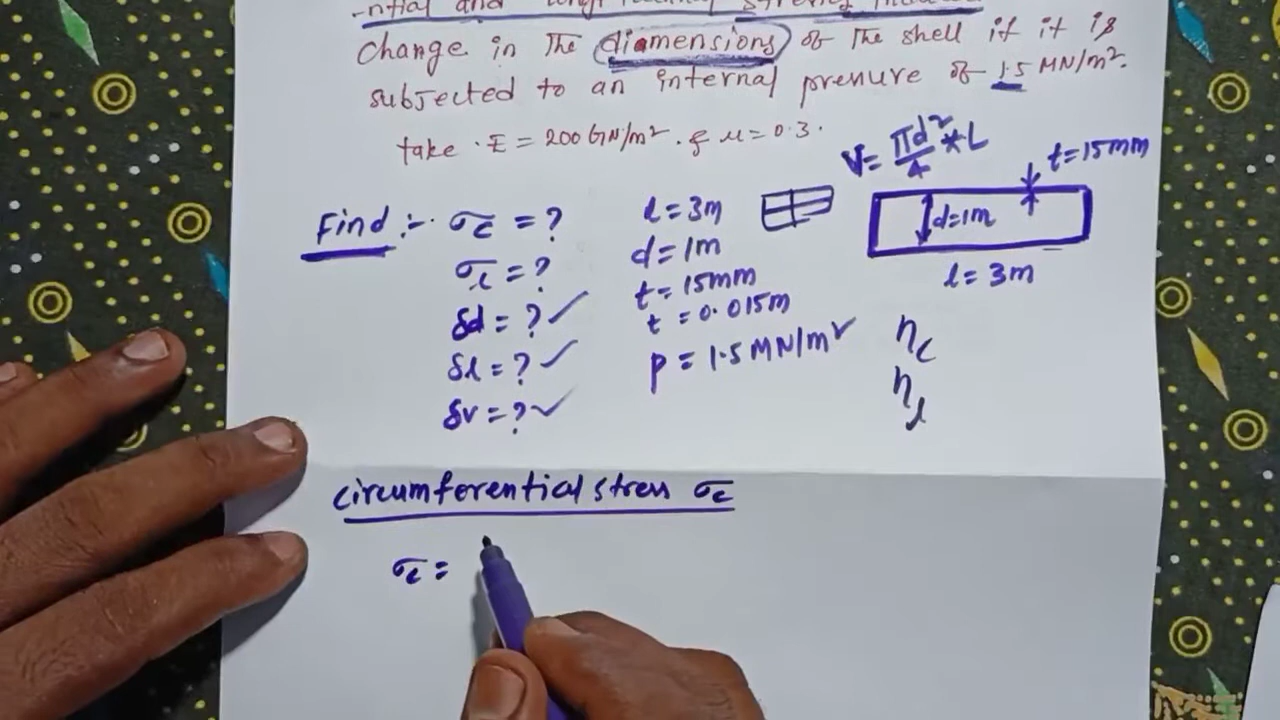 change in The diamensions of The shell if it is
subjected to an internal pressure of 1.5 MN/m².
take . E = 200 GN/m² . & μ = 0.3 .
V = πd²/4 * L
t = 15mm
d = 1m
l = 3m
Find :- σc = ?
σl = ?
δd = ? ✓
δl = ? ✓
δv = ? ✓
l = 3m
d = 1m
t = 15mm
t = 0.015m
p = 1.5 MN/m²
ηc
ηl
circumferential stress σc
σc =